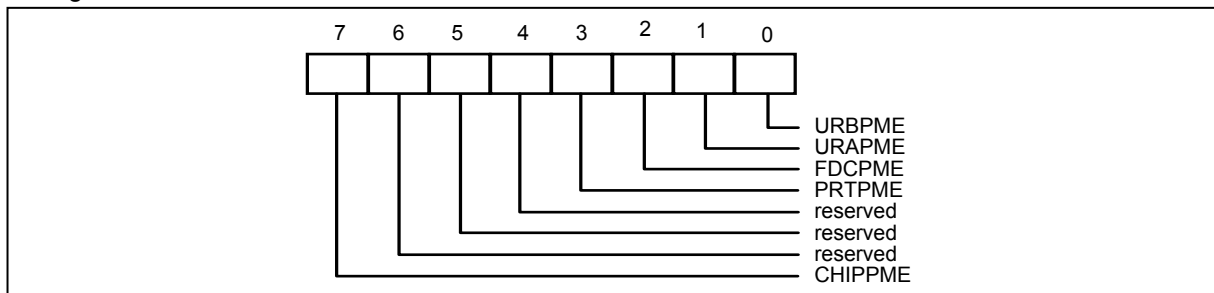 7 6 5 4 3 2 1 0
URBPME
URAPME
FDCPME
PRTPME
reserved
reserved
reserved
CHIPPME